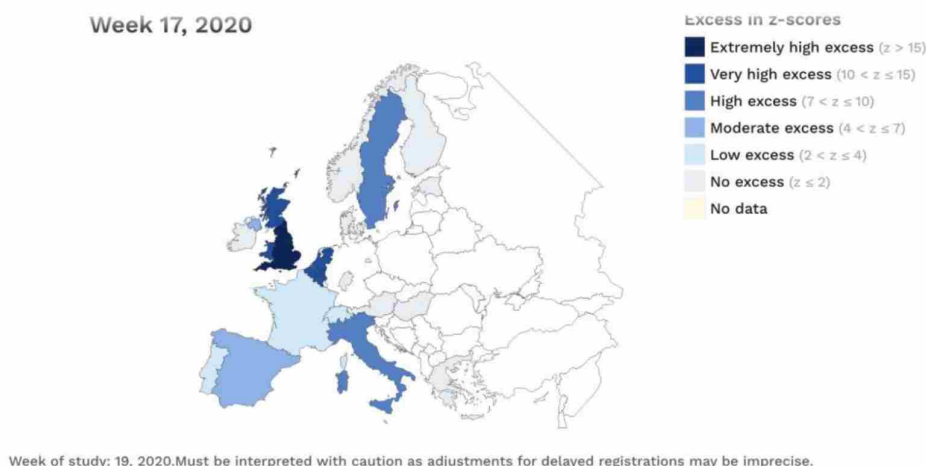 Week 17, 2020
Excess in z-scores
Extremely high excess (z > 15)
Very high excess (10 < z ≤ 15)
High excess (7 < z ≤ 10)
Moderate excess (4 < z ≤ 7)
Low excess (2 < z ≤ 4)
No excess (z ≤ 2)
No data
Week of study: 19, 2020.Must be interpreted with caution as adjustments for delayed registrations may be imprecise.